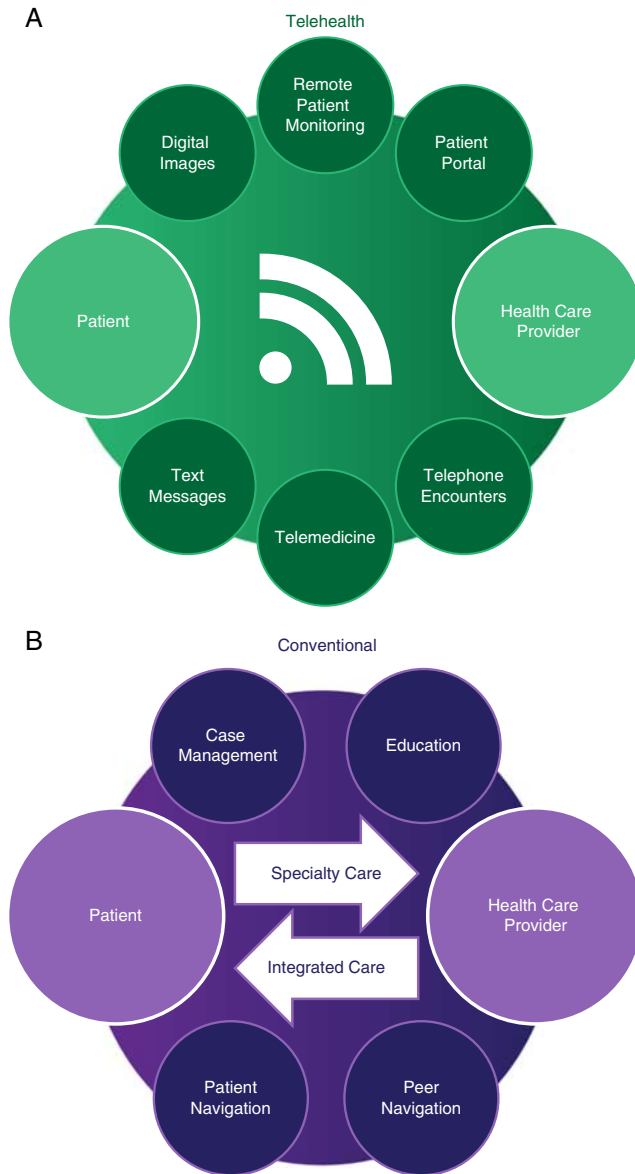 A
Telehealth
Remote
Patient
Monitoring
Digital
Images
Patient
Portal
Patient
Health Care
Provider
Text
Messages
Telephone
Encounters
Telemedicine
B
Conventional
Case
Management
Education
Specialty Care
Patient
Health Care
Provider
Integrated Care
Patient
Navigation
Peer
Navigation